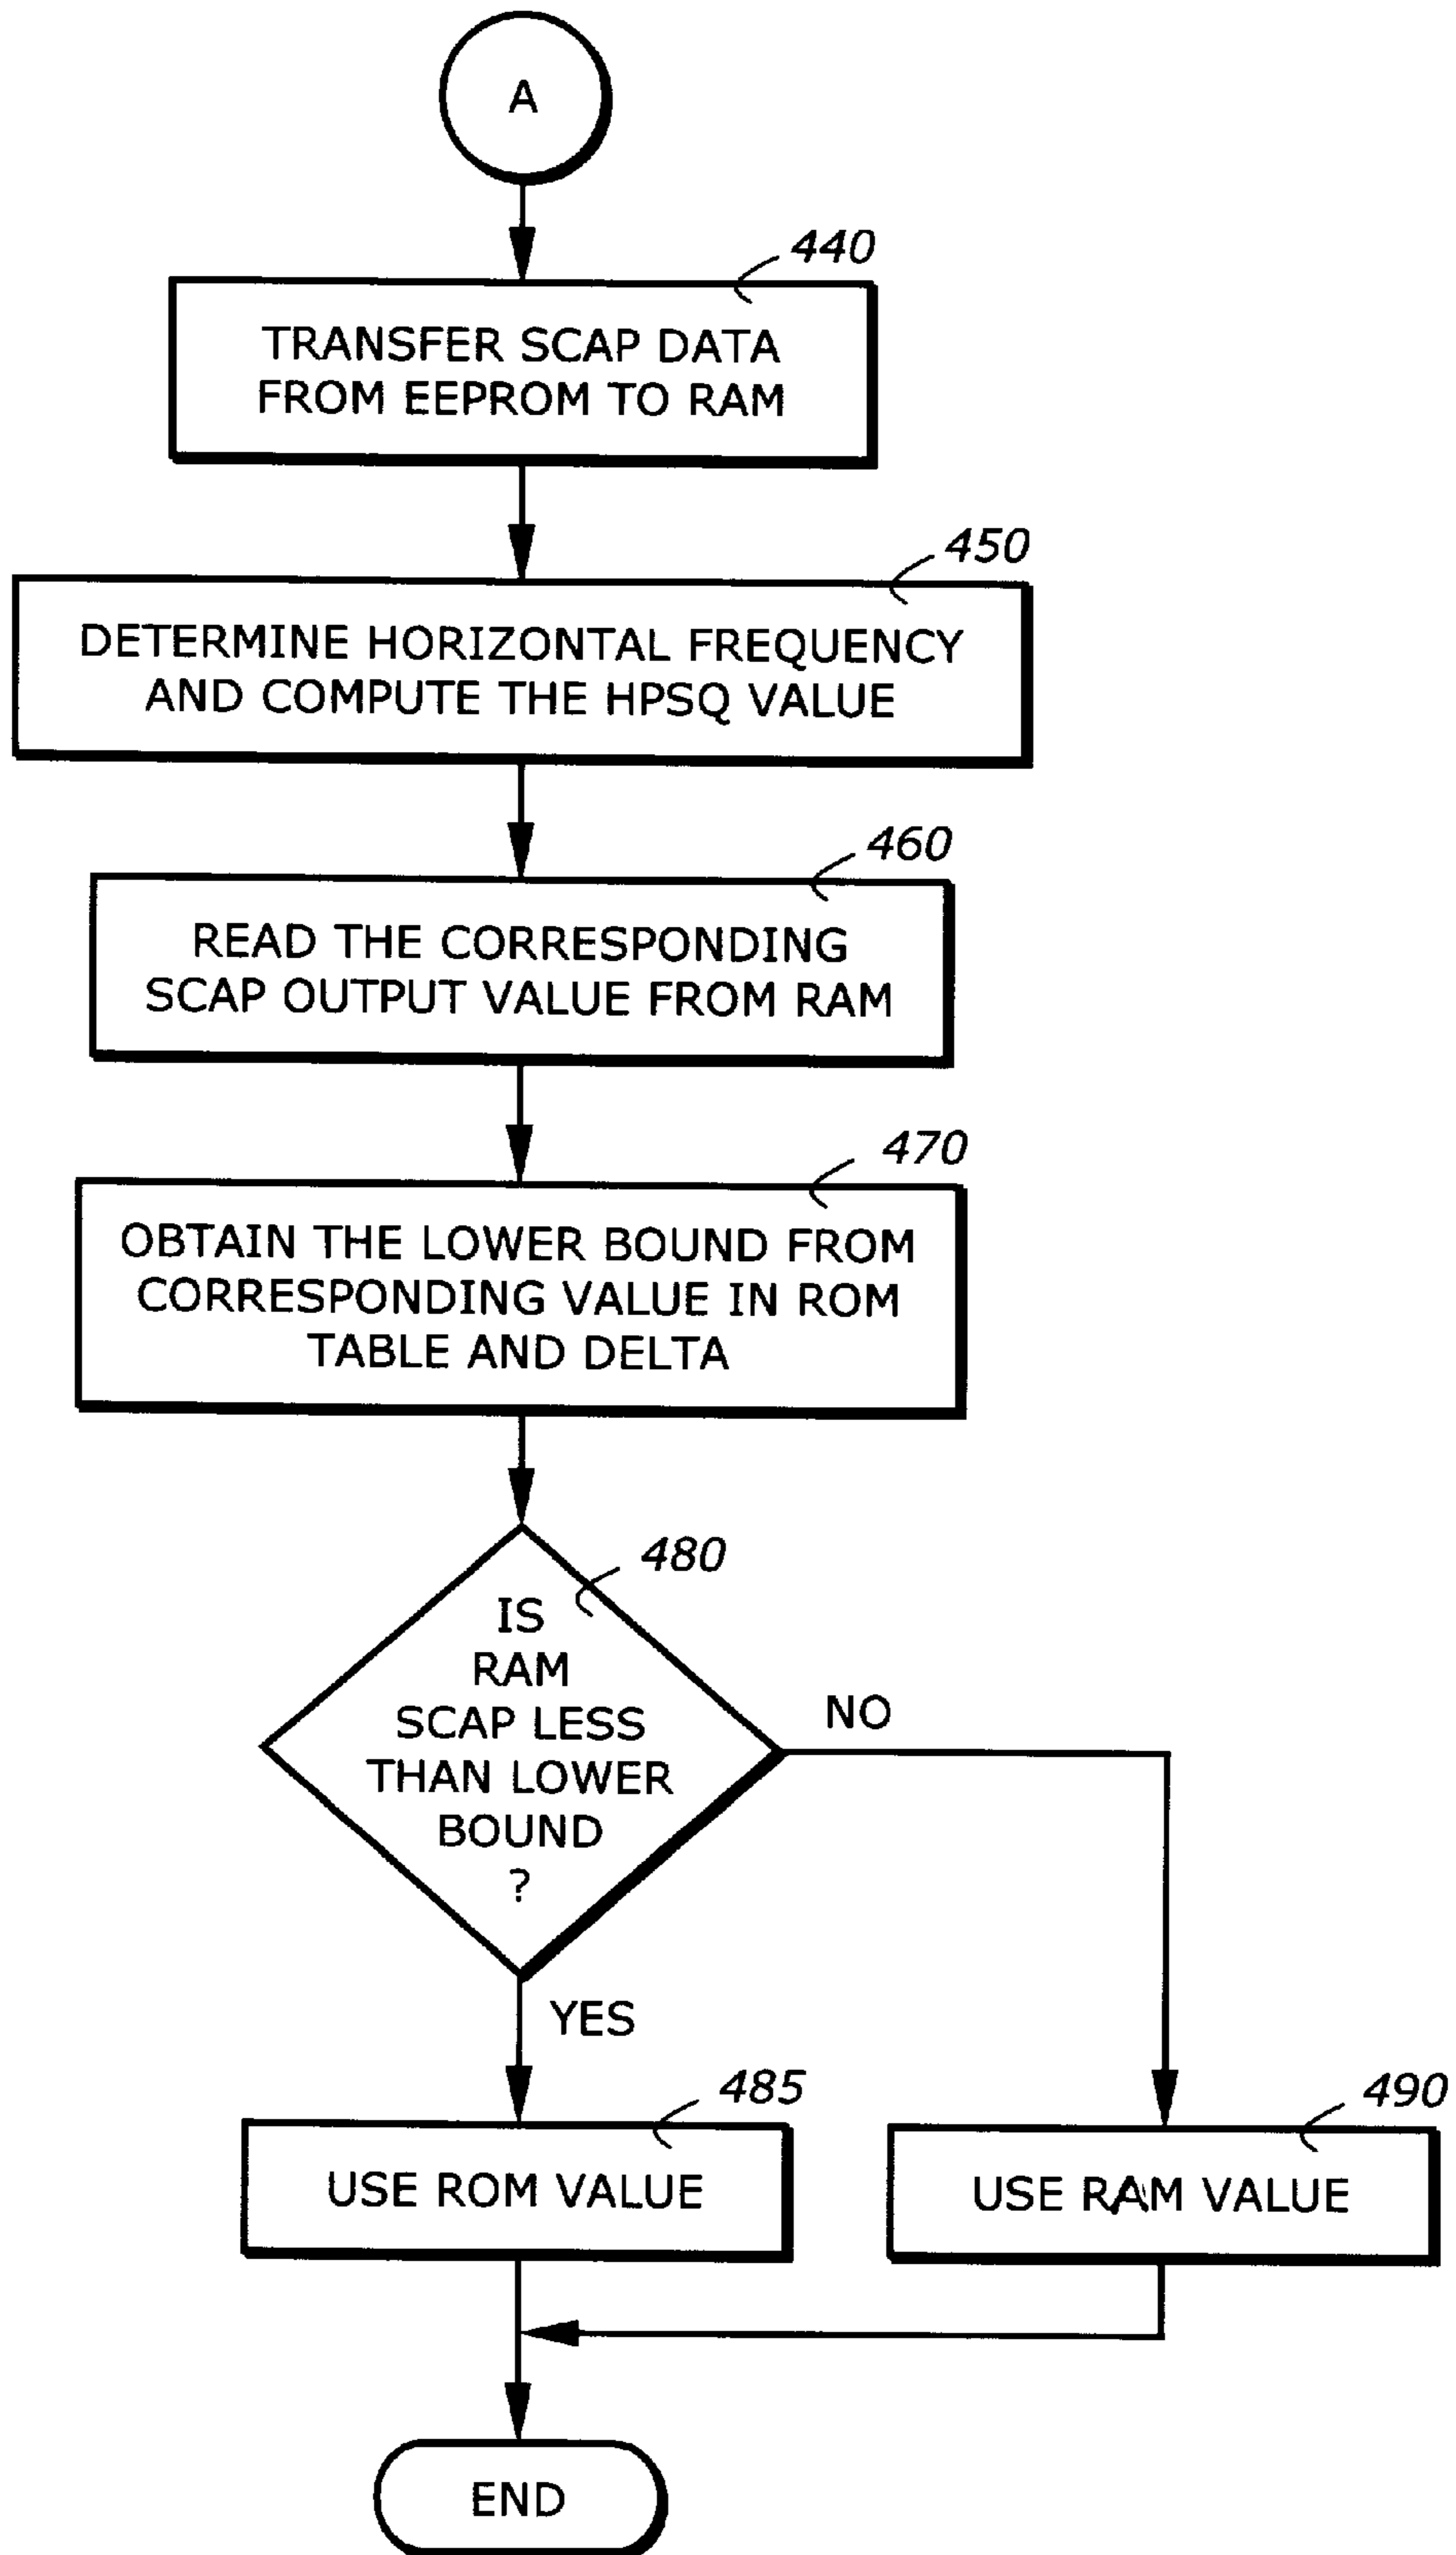 A
440
TRANSFER SCAP DATA
FROM EEPROM TO RAM
450
DETERMINE HORIZONTAL FREQUENCY
AND COMPUTE THE HPSQ VALUE
460
READ THE CORRESPONDING
SCAP OUTPUT VALUE FROM RAM
470
OBTAIN THE LOWER BOUND FROM
CORRESPONDING VALUE IN ROM
TABLE AND DELTA
480
IS
RAM
SCAP LESS
THAN LOWER
BOUND
?
NO
YES
485
USE ROM VALUE
490
USE RAM VALUE
END